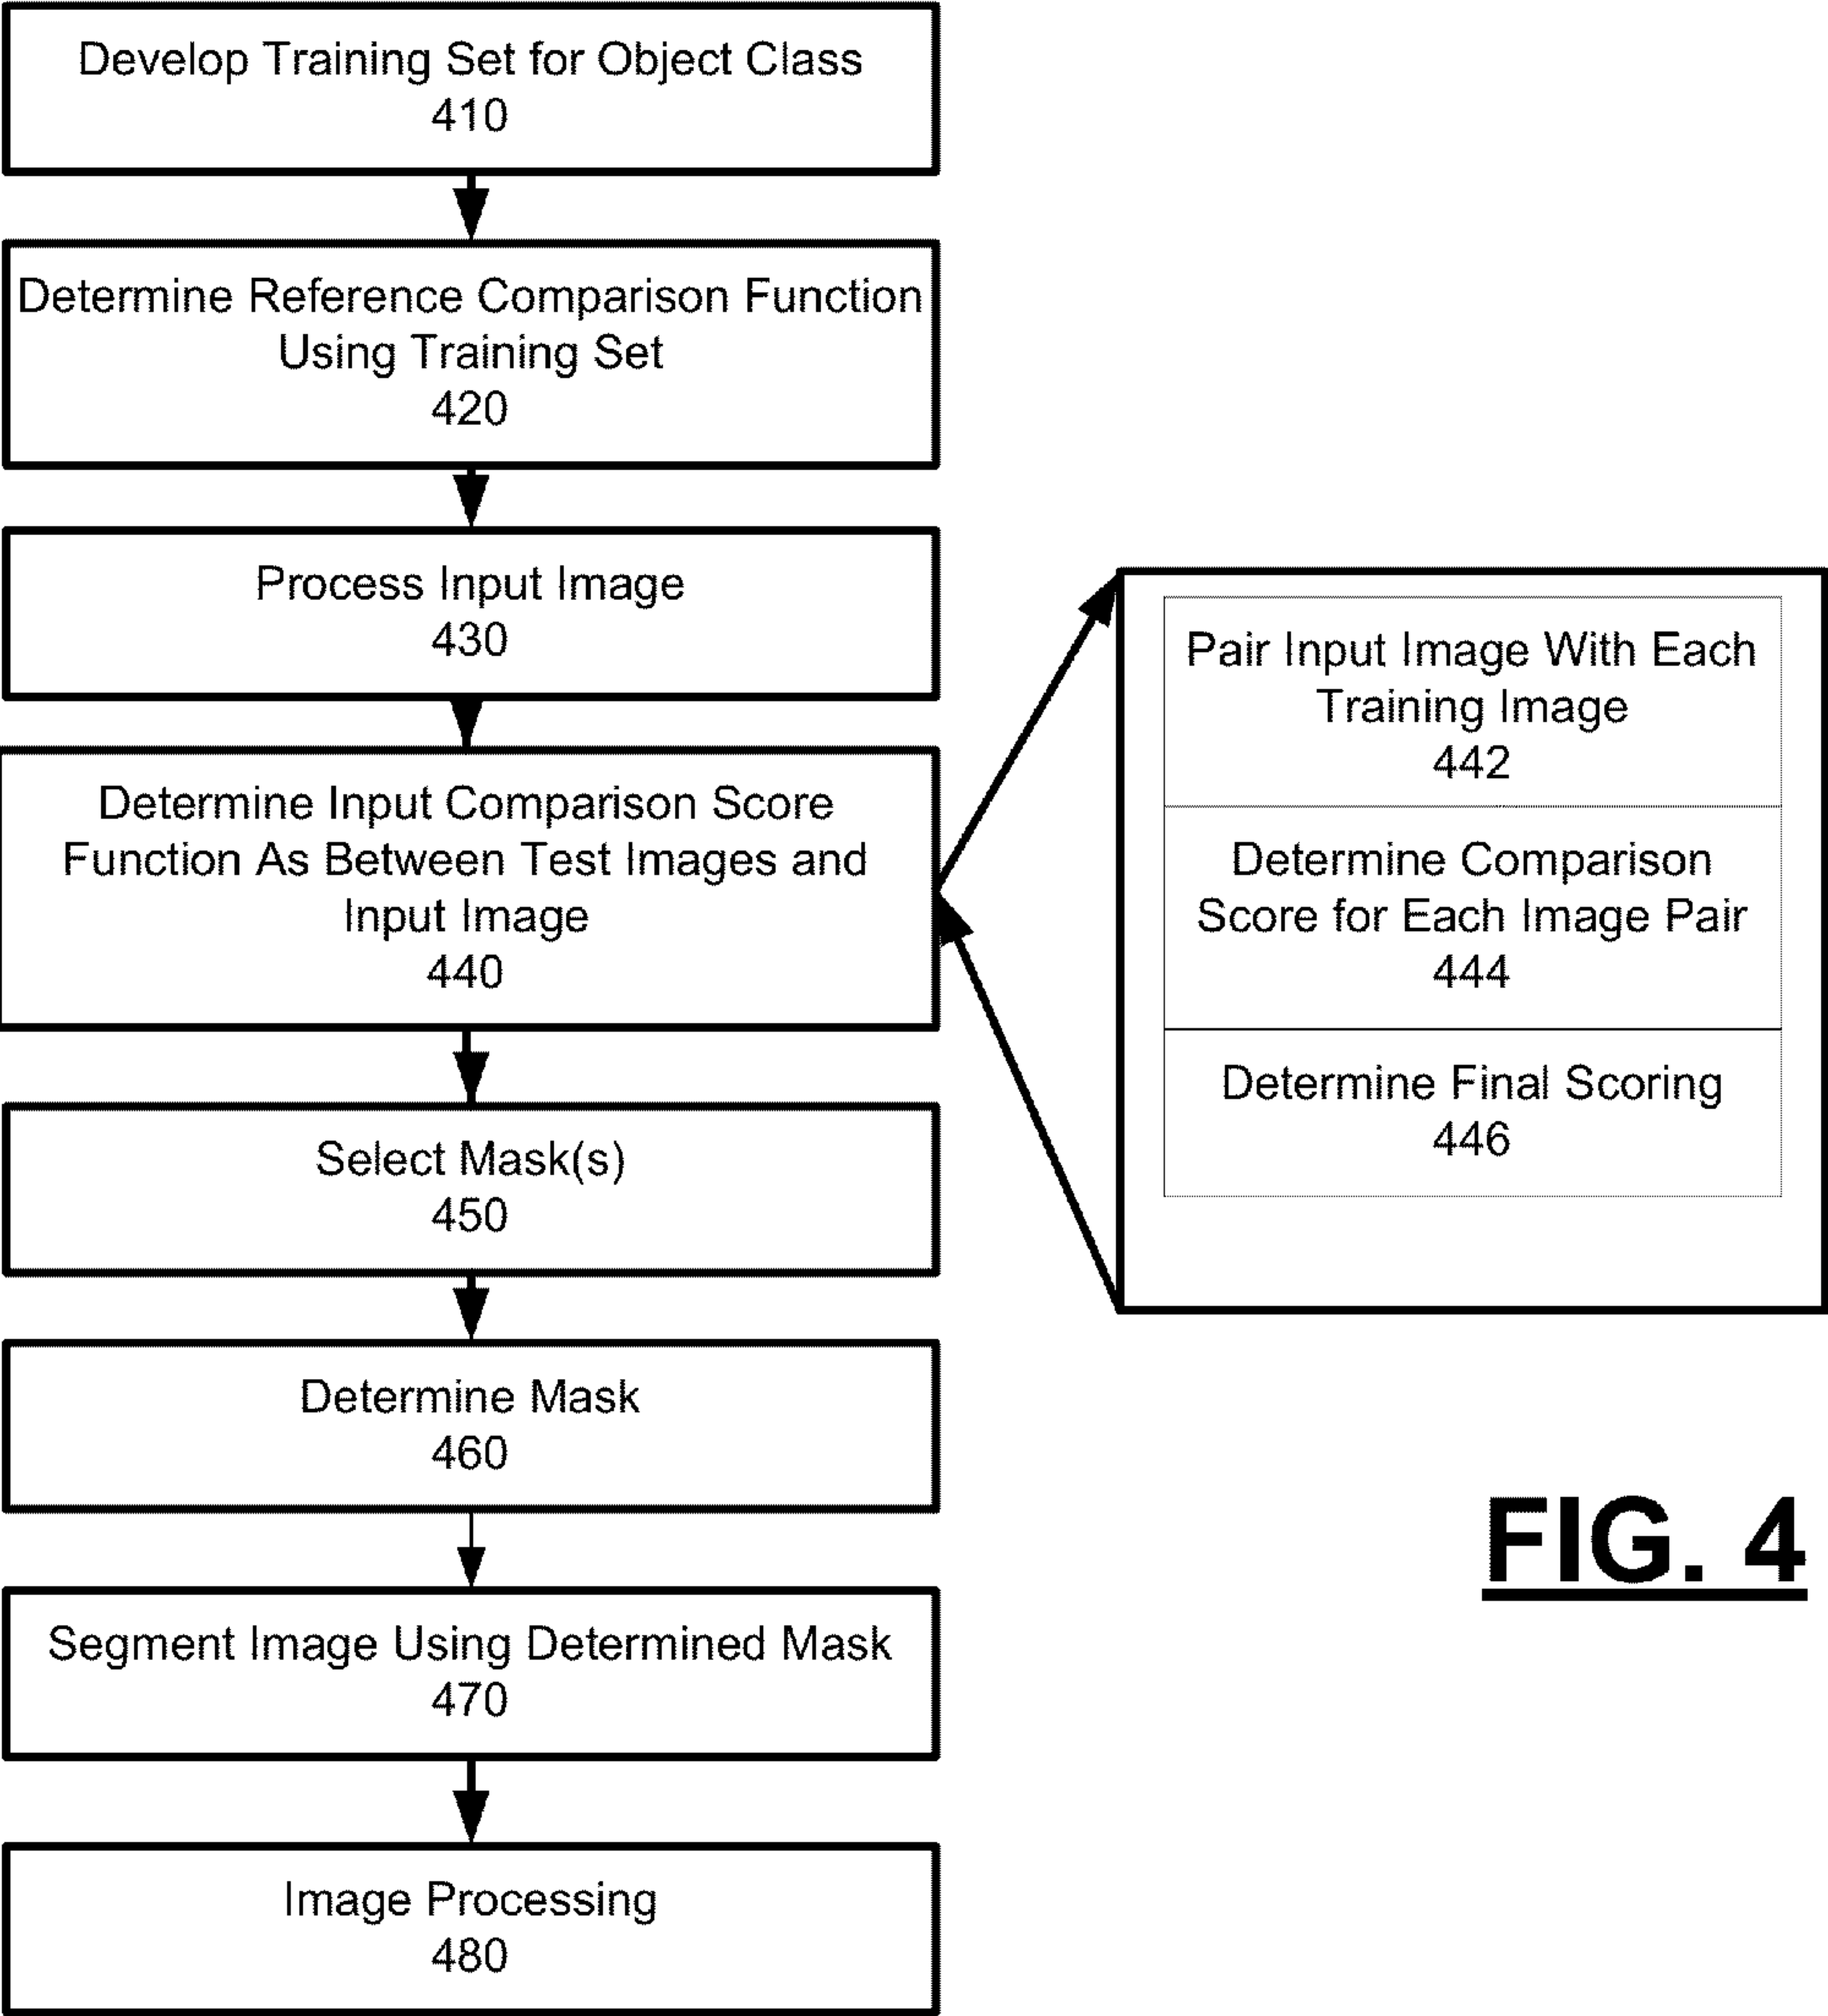 Develop Training Set for Object Class
410
Determine Reference Comparison Function
Using Training Set
420
Process Input Image
430
Determine Input Comparison Score
Function As Between Test Images and
Input Image
440
Pair Input Image With Each
Training Image
442
Determine Comparison
Score for Each Image Pair
444
Determine Final Scoring
446
Select Mask(s)
450
Determine Mask
460
Segment Image Using Determined Mask
470
Image Processing
480
FIG. 4